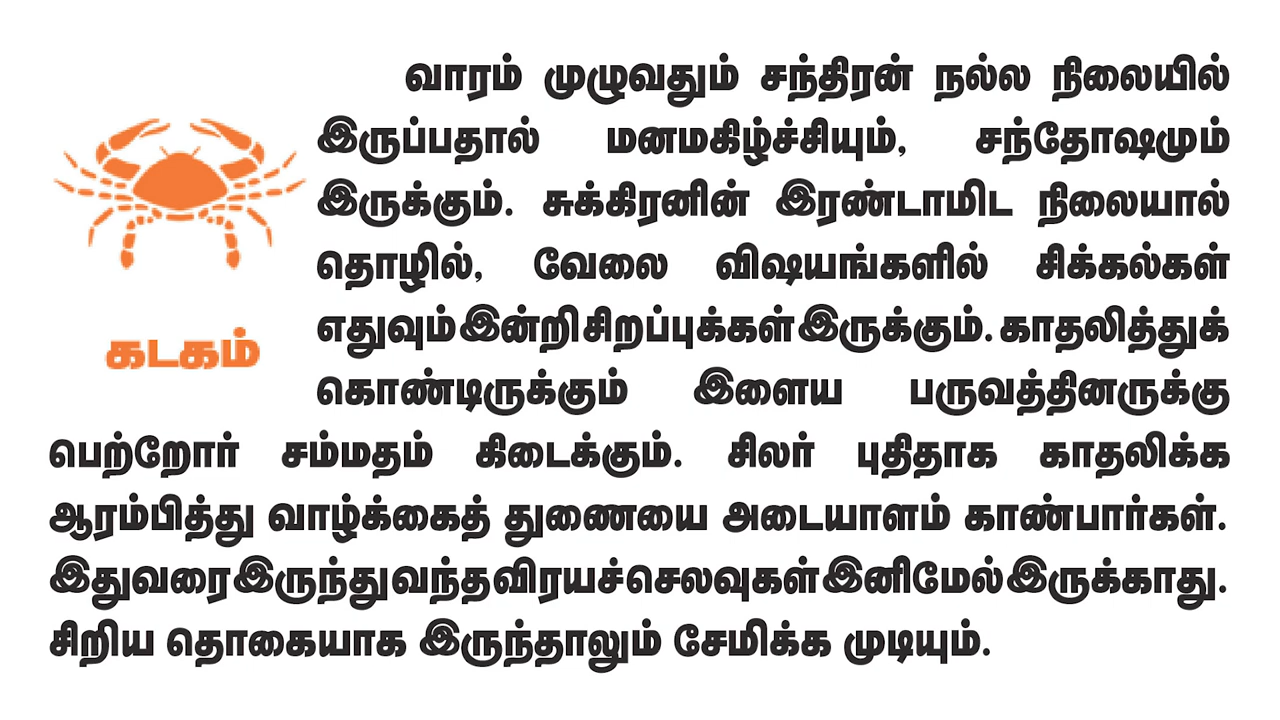 வாரம் முழுவதும் சந்திரன் நல்ல நிலையில்
இருப்பதால் மனமகிழ்ச்சியும், சந்தோஷமும்
இருக்கும். சுக்கிரனின் இரண்டாமிட நிலையால்
தொழில், வேலை விஷயங்களில் சிக்கல்கள்
எதுவும் இன்றி சிறப்புக்கள் இருக்கும். காதலித்துக்
கொண்டிருக்கும் இளைய பருவத்தினருக்கு
கடகம்
பெற்றோர் சம்மதம் கிடைக்கும். சிலர் புதிதாக காதலிக்க
ஆரம்பித்து வாழ்க்கைத் துணையை அடையாளம் காண்பார்கள்.
இதுவரை இருந்து வந்த விரயச் செலவுகள் இனிமேல் இருக்காது.
சிறிய தொகையாக இருந்தாலும் சேமிக்க முடியும்.